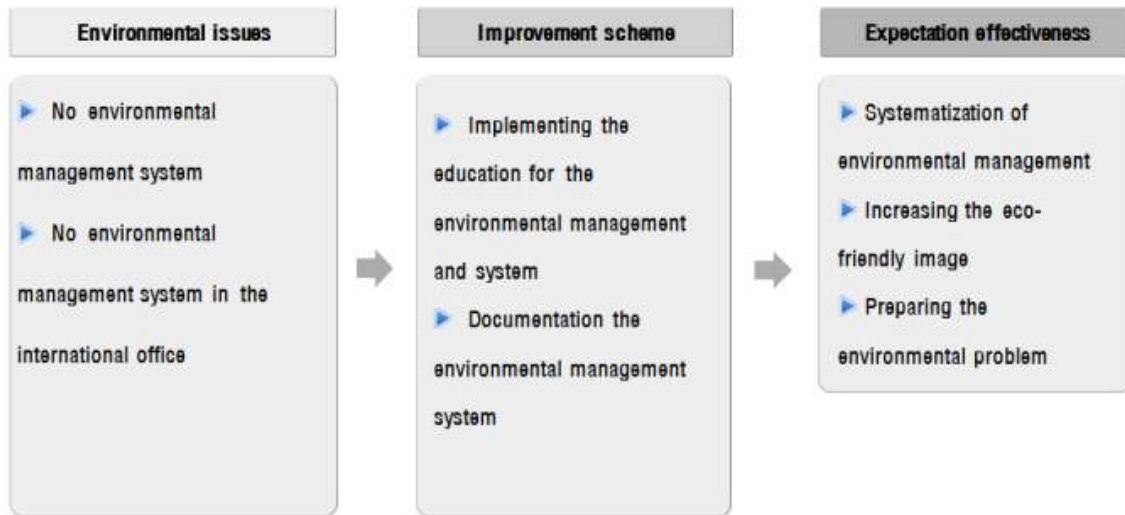 Environmental issues
No environmental
management system
No environmental
management system in the
international office
Improvement scheme
Implementing the
education for the
environmental management
and system
Documentation the
environmental management
system
Expectation effectiveness
Systematization of
environmental management
Increasing the eco-
friendly image
Preparing the
environmental problem